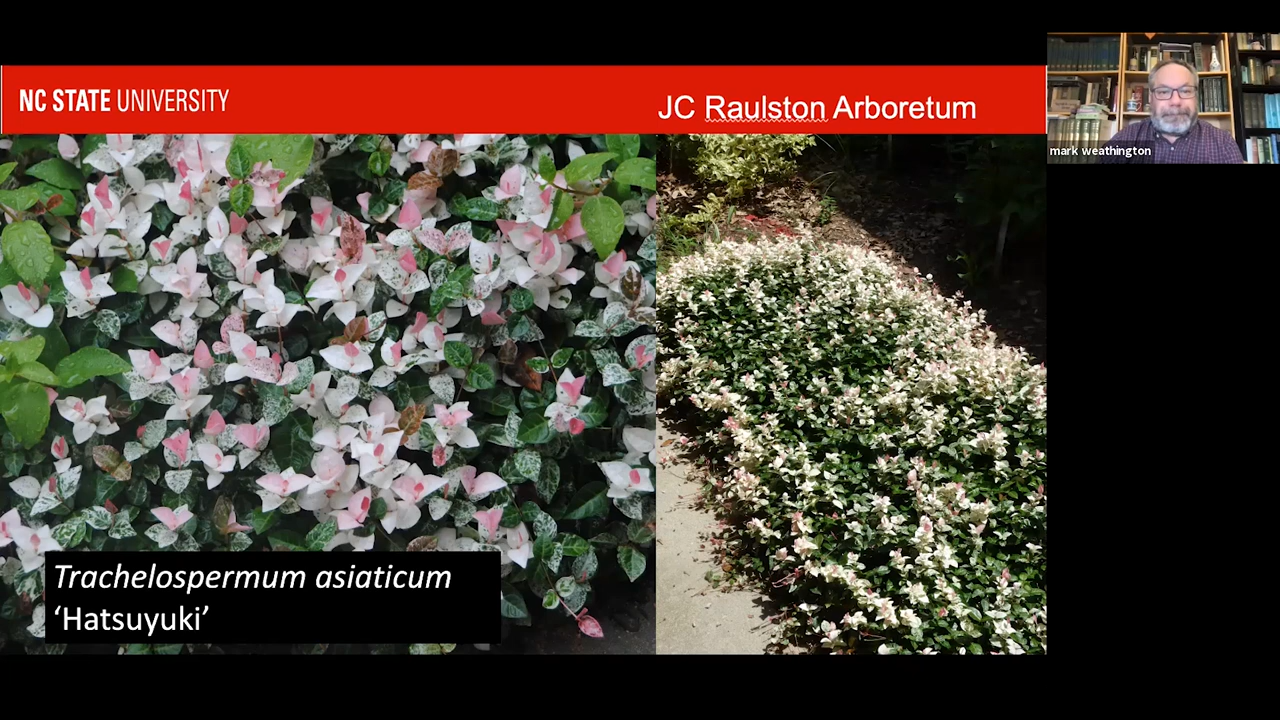 NC STATE UNIVERSITY
JC Raulston Arboretum
mark weathington
Trachelospermum asiaticum
‘Hatsuyuki’